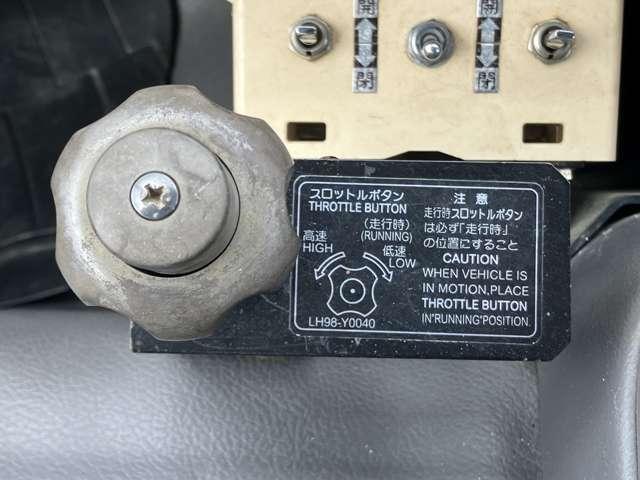 開
閉
開
閉
スロットルボタン
THROTTLE BUTTON
(走行時)
(RUNNING)
高速
HIGH
低速
LOW
LH98-Y0040
注意
走行時スロットルボタン
は必ず「走行時」
の位置にすること
CAUTION
WHEN VEHICLE IS
IN MOTION,PLACE
THROTTLE BUTTON
IN"RUNNING"POSITION.